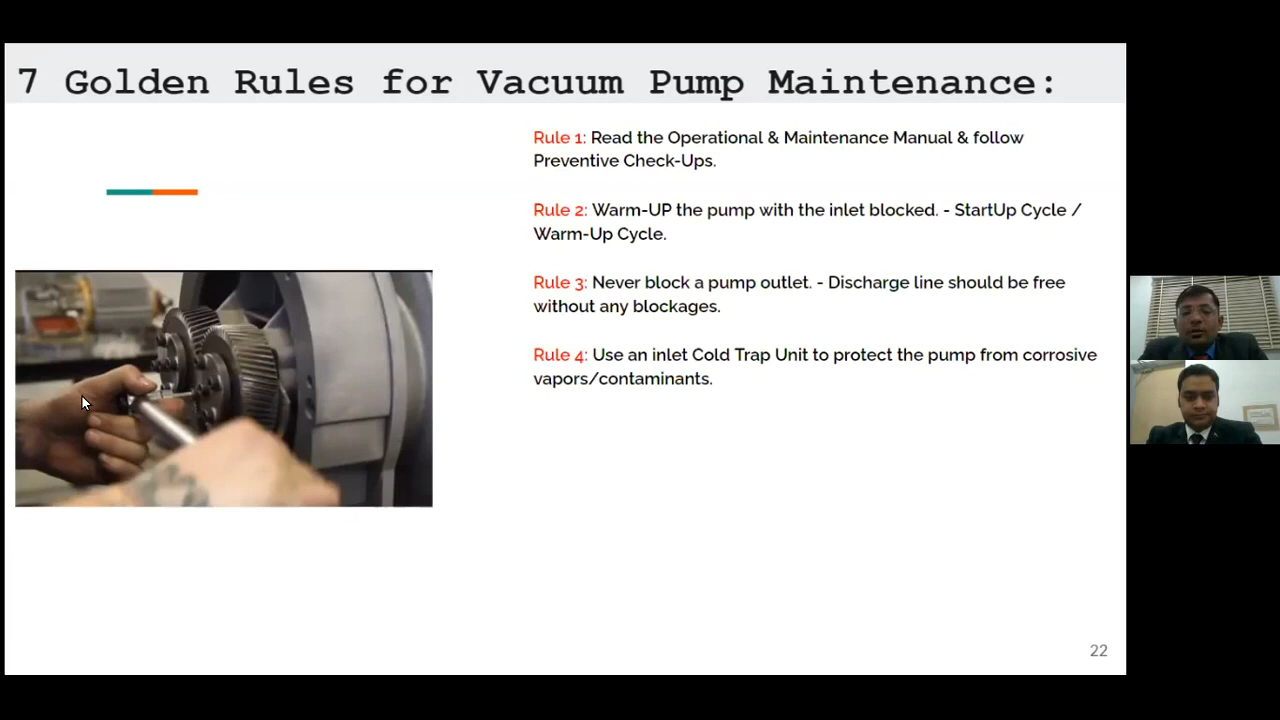 7 Golden Rules for Vacuum Pump Maintenance:
Rule 1: Read the Operational & Maintenance Manual & follow
Preventive Check-Ups.
Rule 2: Warm-UP the pump with the inlet blocked. - StartUp Cycle /
Warm-Up Cycle.
Rule 3: Never block a pump outlet. - Discharge line should be free
without any blockages.
Rule 4: Use an inlet Cold Trap Unit to protect the pump from corrosive
vapors/contaminants.
22